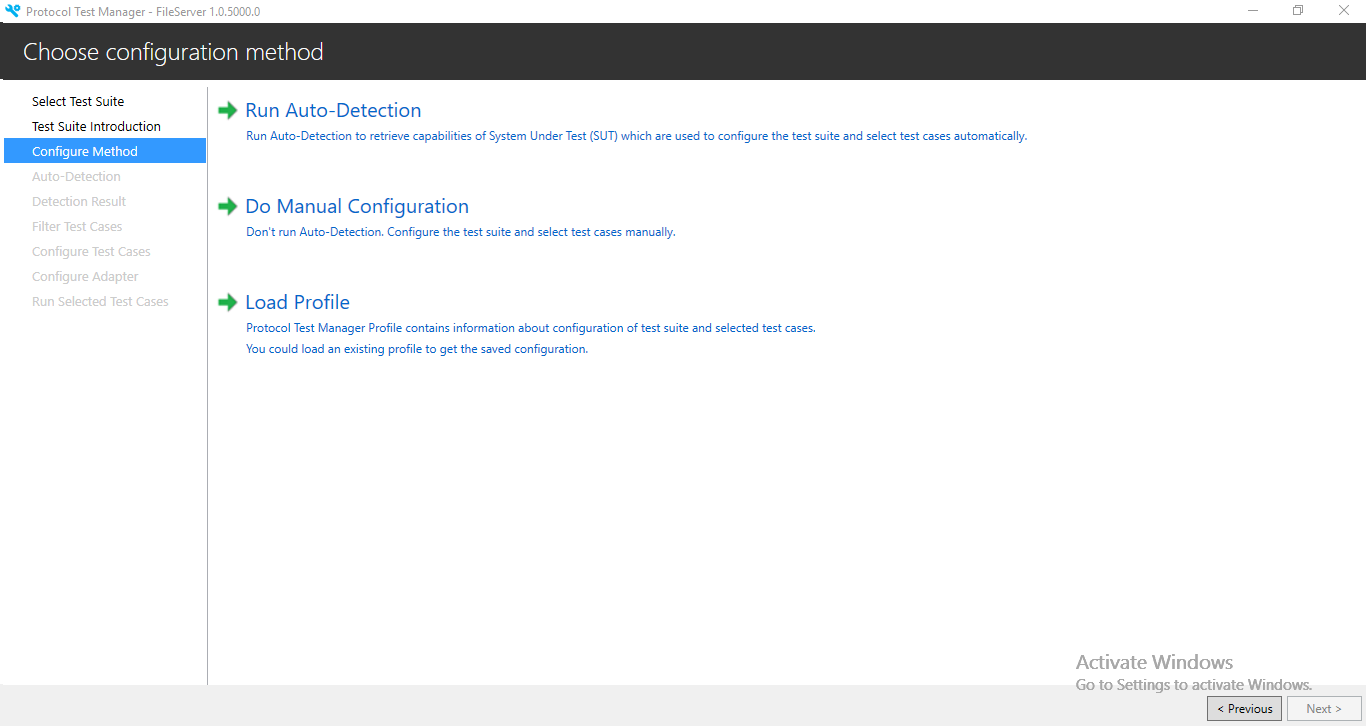 Protocol Test Manager - FileServer 1.0.5000.0
Choose configuration method
Select Test Suite
Test Suite Introduction
Configure Method
Auto-Detection
Detection Result
Filter Test Cases
Configure Test Cases
Configure Adapter
Run Selected Test Cases
Run Auto-Detection
Run Auto-Detection to retrieve capabilities of System Under Test (SUT) which are used to configure the test suite and select test cases automatically.
Do Manual Configuration
Don't run Auto-Detection. Configure the test suite and select test cases manually.
Load Profile
Protocol Test Manager Profile contains information about configuration of test suite and selected test cases.
You could load an existing profile to get the saved configuration.
Activate Windows
Go to Settings to activate Windows.
< Previous
Next >